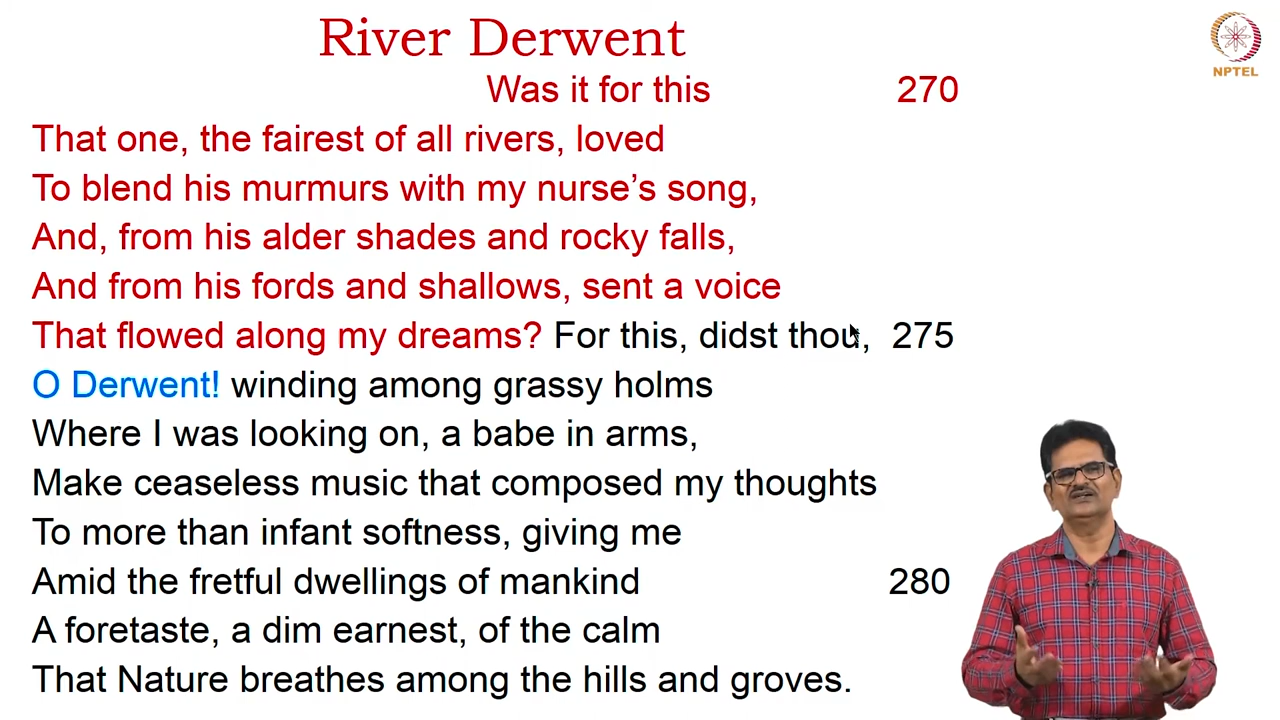 River Derwent
NPTEL
Was it for this 270
That one, the fairest of all rivers, loved
To blend his murmurs with my nurse’s song,
And, from his alder shades and rocky falls,
And from his fords and shallows, sent a voice
That flowed along my dreams? For this, didst thou, 275
O Derwent! winding among grassy holms
Where I was looking on, a babe in arms,
Make ceaseless music that composed my thoughts
To more than infant softness, giving me
Amid the fretful dwellings of mankind 280
A foretaste, a dim earnest, of the calm
That Nature breathes among the hills and groves.